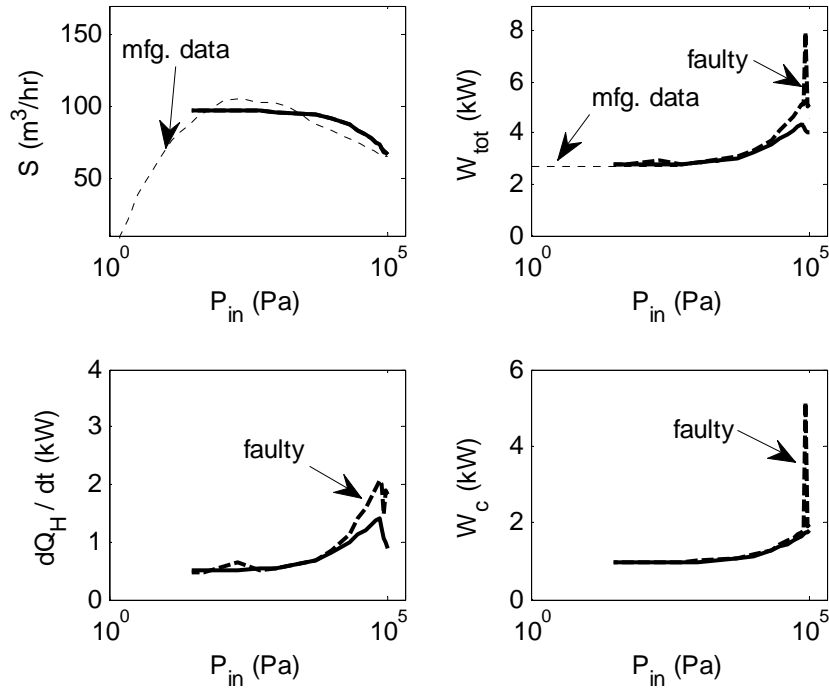 150
100
50
S (m³/hr)
mfg. data
10⁰
10⁵
P_in (Pa)
8
6
4
2
0
W_tot (kW)
faulty
mfg. data
10⁰
10⁵
P_in (Pa)
4
3
2
1
0
dQ_H / dt (kW)
faulty
10⁰
10⁵
P_in (Pa)
6
4
2
0
W_c (kW)
faulty
10⁰
10⁵
P_in (Pa)